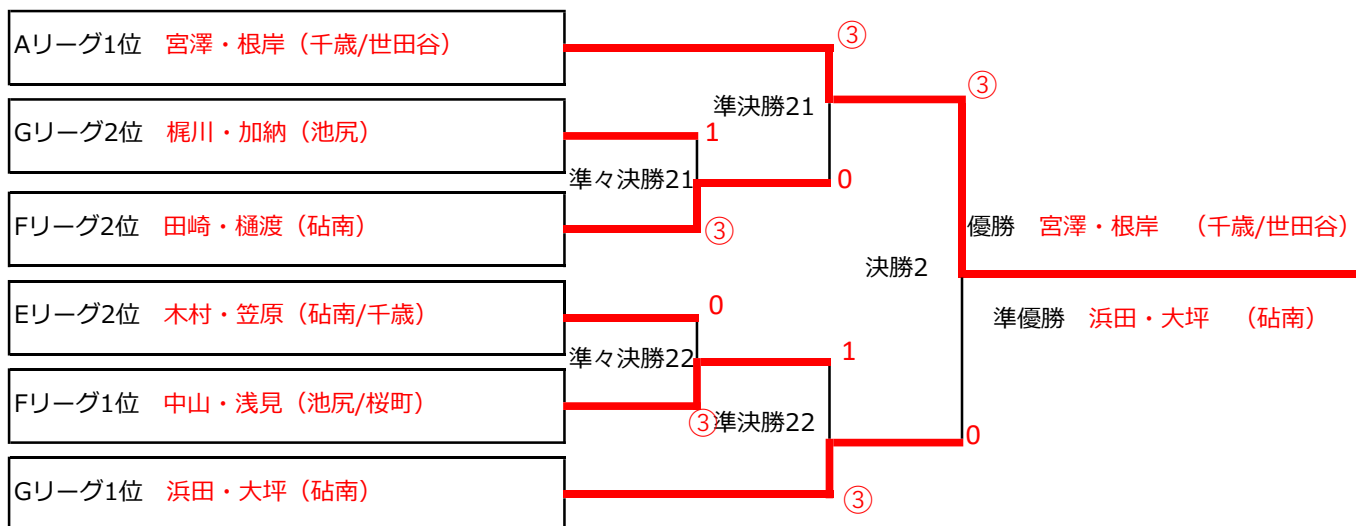 Aリーグ1位 宮澤・根岸（千歳/世田谷）
③
③
準決勝21
Gリーグ2位 梶川・加納（池尻）
1
準々決勝21
0
Fリーグ2位 田崎・樋渡（砧南）
③
優勝 宮澤・根岸 （千歳/世田谷）
決勝2
Eリーグ2位 木村・笠原（砧南/千歳）
0
準優勝 浜田・大坪 （砧南）
準々決勝22
1
Fリーグ1位 中山・浅見（池尻/桜町）
③
準決勝22
0
Gリーグ1位 浜田・大坪（砧南）
③